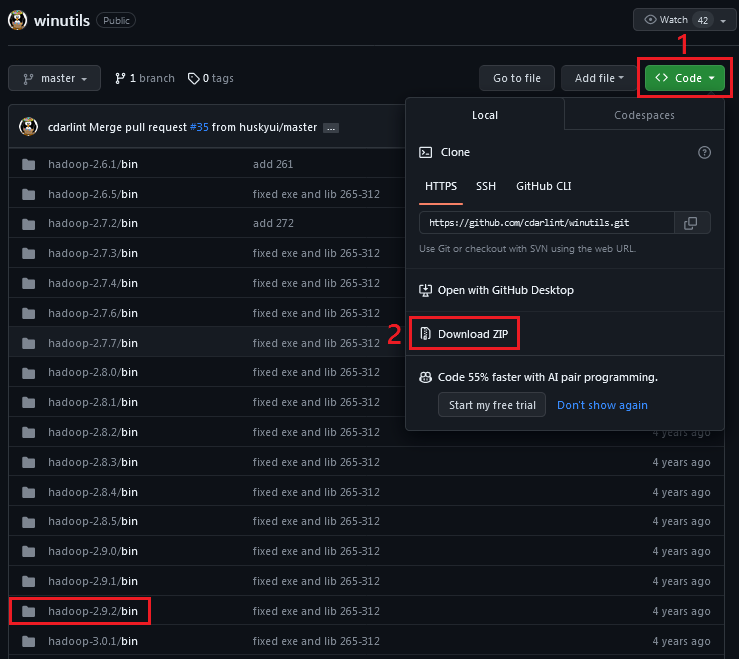 winutils Public
Watch 42
1
master
1 branch
0 tags
Go to file
Add file
Code
cdarlint Merge pull request #35 from huskyui/master ...
Local
Codespaces
Clone
HTTPS SSH GitHub CLI
https://github.com/cdarlint/winutils.git
Use Git or checkout with SVN using the web URL.
Open with GitHub Desktop
2
Download ZIP
Code 55% faster with AI pair programming.
Start my free trial
Don't show again
hadoop-2.6.1/bin add 261
hadoop-2.6.5/bin fixed exe and lib 265-312
hadoop-2.7.2/bin add 272
hadoop-2.7.3/bin fixed exe and lib 265-312
hadoop-2.7.4/bin fixed exe and lib 265-312
hadoop-2.7.6/bin fixed exe and lib 265-312
hadoop-2.7.7/bin fixed exe and lib 265-312
hadoop-2.8.0/bin fixed exe and lib 265-312
hadoop-2.8.1/bin fixed exe and lib 265-312
hadoop-2.8.2/bin fixed exe and lib 265-312 4 years ago
hadoop-2.8.3/bin fixed exe and lib 265-312 4 years ago
hadoop-2.8.4/bin fixed exe and lib 265-312 4 years ago
hadoop-2.8.5/bin fixed exe and lib 265-312 4 years ago
hadoop-2.9.0/bin fixed exe and lib 265-312 4 years ago
hadoop-2.9.1/bin fixed exe and lib 265-312 4 years ago
hadoop-2.9.2/bin fixed exe and lib 265-312 4 years ago
hadoop-3.0.1/bin fixed exe and lib 265-312 4 years ago